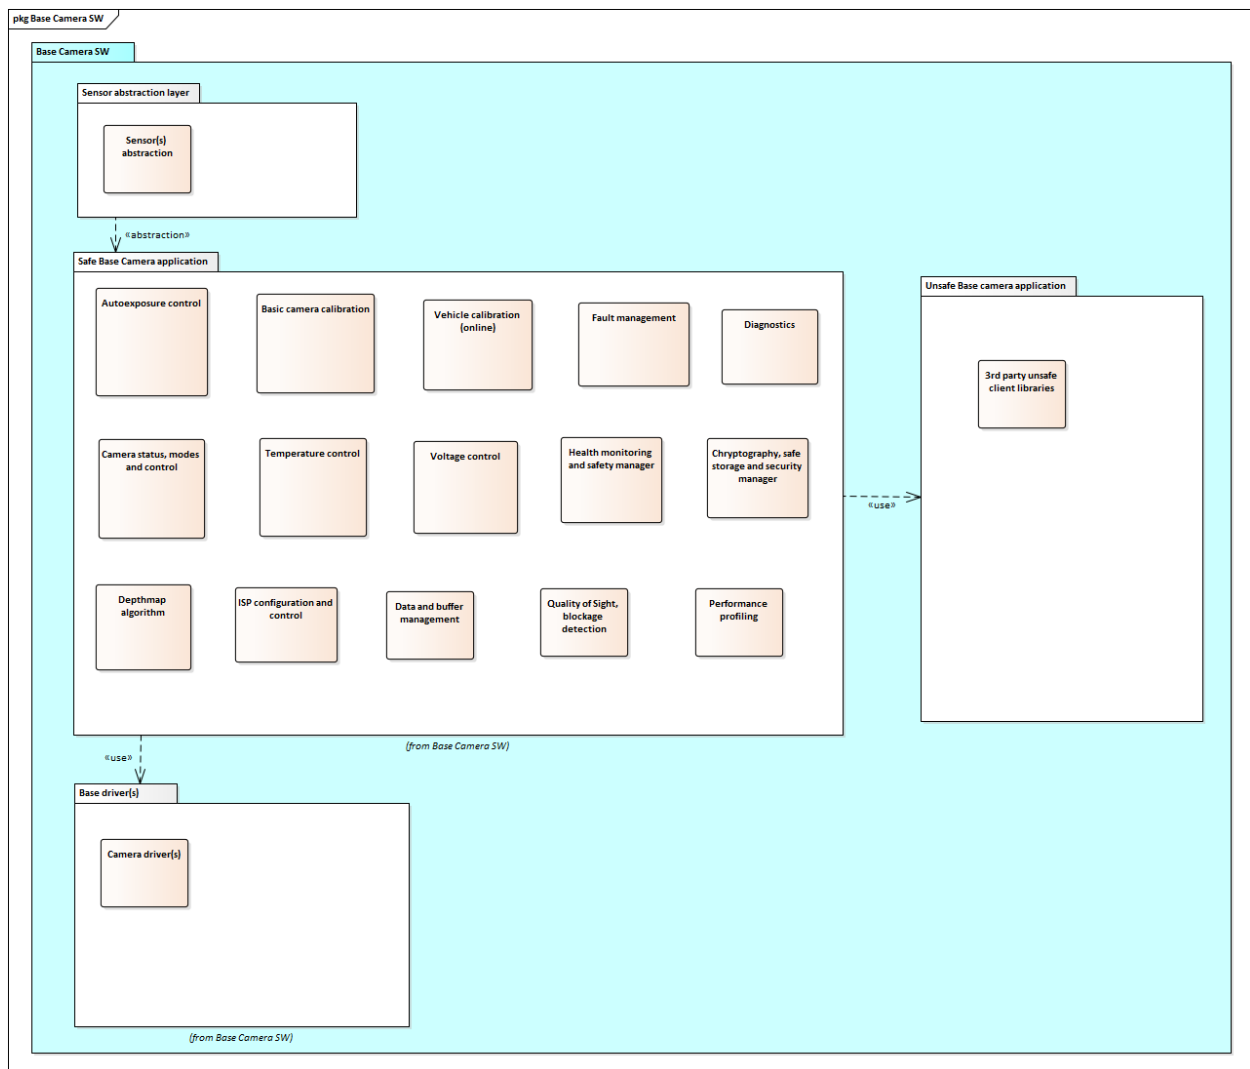 pkg Base Camera SW
Base Camera SW
Sensor abstraction layer
Sensor(s)
abstraction
«abstraction»
Safe Base Camera application
Autoexposure control
Basic camera calibration
Vehicle calibration
(online)
Fault management
Diagnostics
Camera status, modes
and control
Temperature control
Voltage control
Health monitoring
and safety manager
Chryptography, safe
storage and security
manager
Depthmap
algorithm
ISP configuration and
control
Data and buffer
management
Quality of Sight,
blockage
detection
Performance
profiling
(from Base Camera SW)
«use»
Unsafe Base camera application
3rd party unsafe
client libraries
«use»
Base driver(s)
Camera driver(s)
(from Base Camera SW)